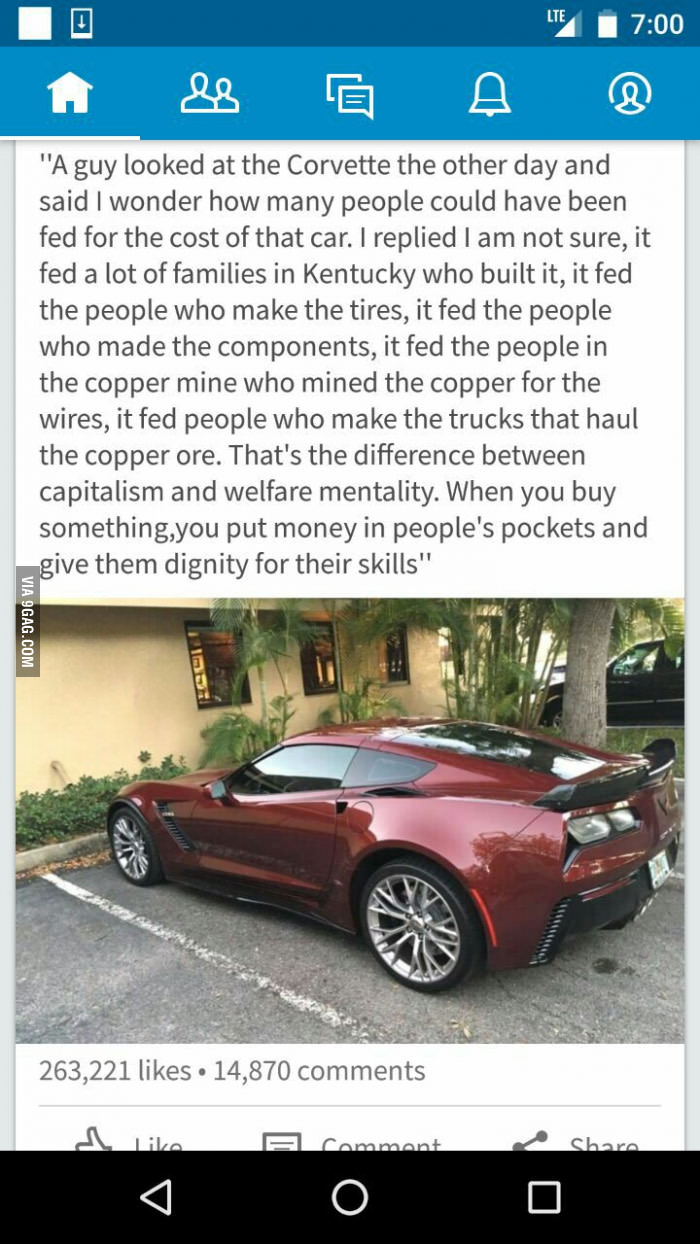 LTE 7:00
"A guy looked at the Corvette the other day and
said I wonder how many people could have been
fed for the cost of that car. I replied I am not sure, it
fed a lot of families in Kentucky who built it, it fed
the people who make the tires, it fed the people
who made the components, it fed the people in
the copper mine who mined the copper for the
wires, it fed people who make the trucks that haul
the copper ore. That's the difference between
capitalism and welfare mentality. When you buy
something,you put money in people's pockets and
give them dignity for their skills''
VIA 9GAG.COM
263,221 likes • 14,870 comments
Like Comment Share